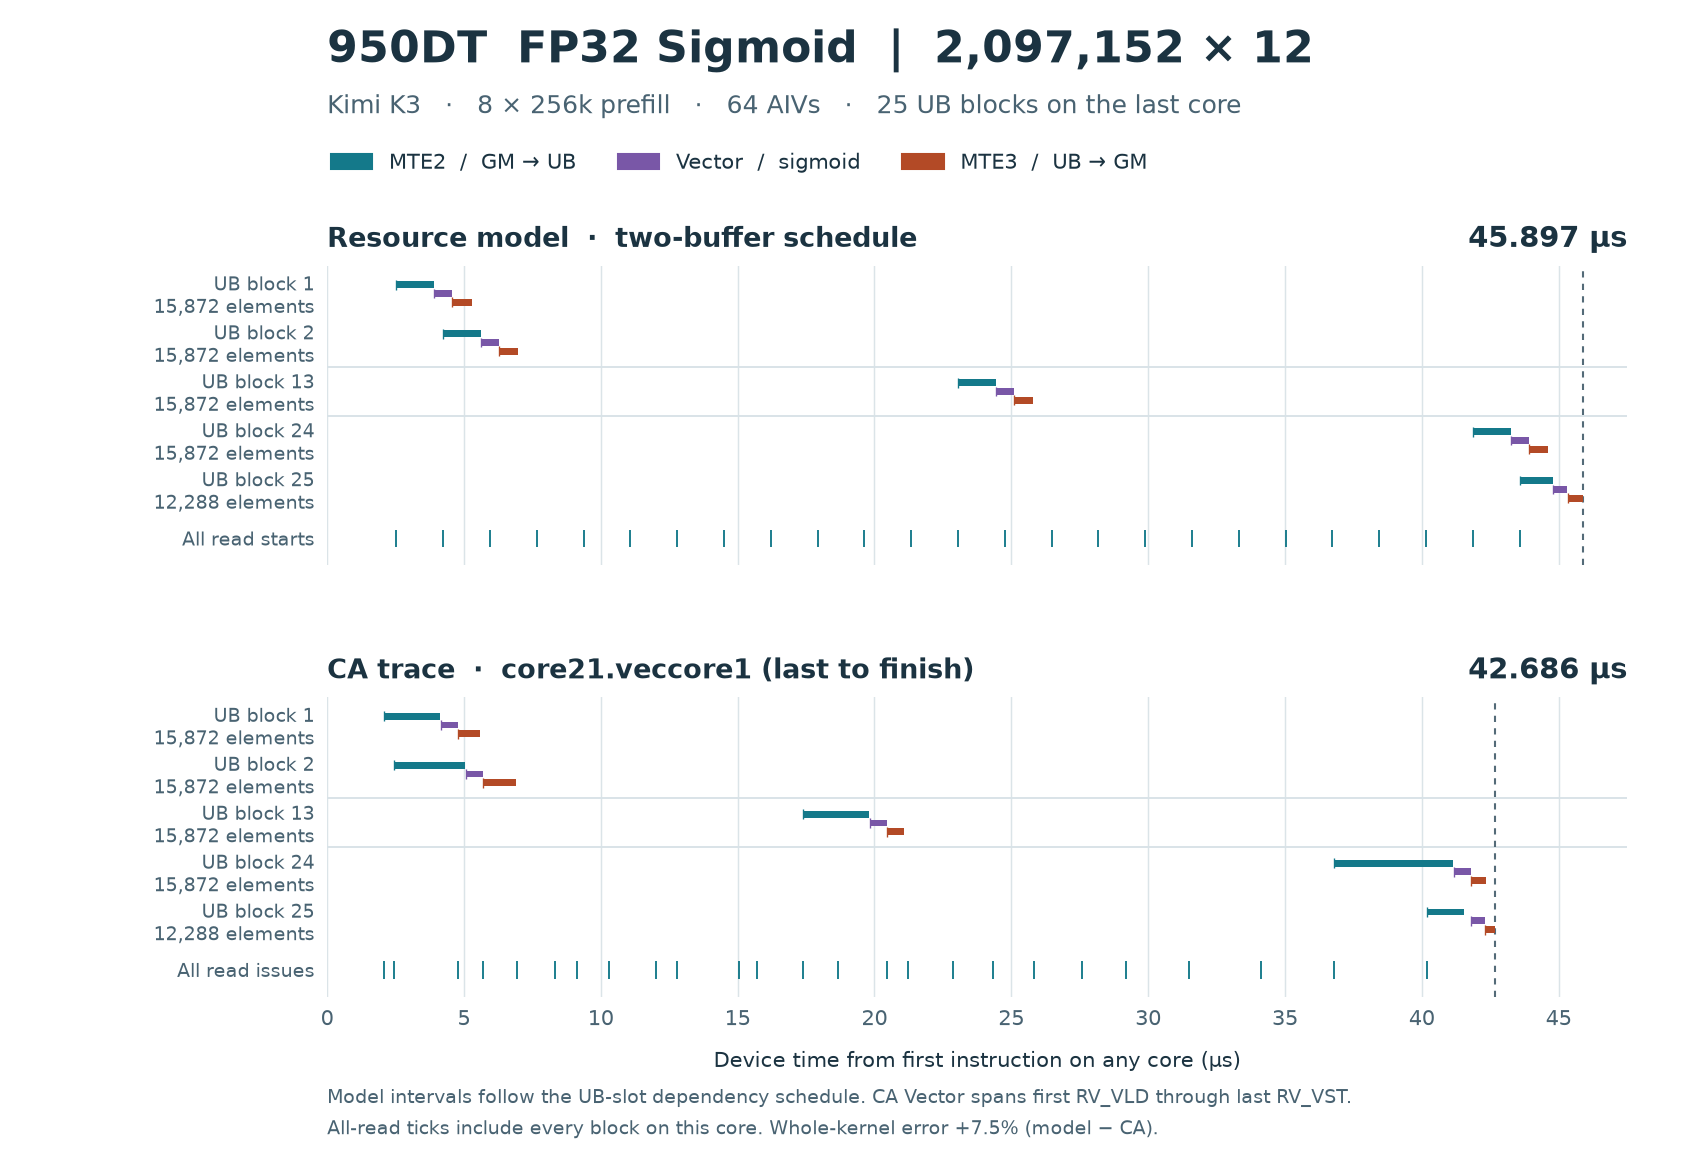 950DT FP32 Sigmoid | 2,097,152 × 12
Kimi K3 · 8 × 256k prefill · 64 AIVs · 25 UB blocks on the last core
MTE2 / GM → UB Vector / sigmoid MTE3 / UB → GM
Resource model · two-buffer schedule 45.897 µs
UB block 1
15,872 elements
UB block 2
15,872 elements
UB block 13
15,872 elements
UB block 24
15,872 elements
UB block 25
12,288 elements
All read starts
CA trace · core21.veccore1 (last to finish) 42.686 µs
UB block 1
15,872 elements
UB block 2
15,872 elements
UB block 13
15,872 elements
UB block 24
15,872 elements
UB block 25
12,288 elements
All read issues
0 5 10 15 20 25 30 35 40 45
Device time from first instruction on any core (µs)
Model intervals follow the UB-slot dependency schedule. CA Vector spans first RV_VLD through last RV_VST.
All-read ticks include every block on this core. Whole-kernel error +7.5% (model − CA).